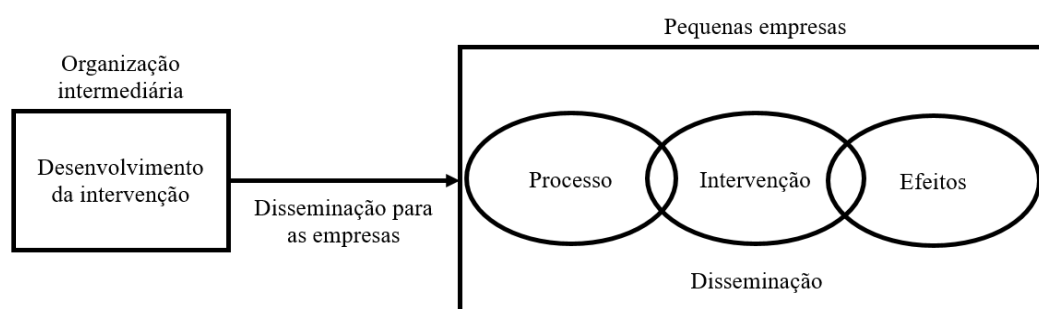 Organização
intermediária
Desenvolvimento
da intervenção
Disseminação para
as empresas
Pequenas empresas
Processo
Intervenção
Efeitos
Disseminação